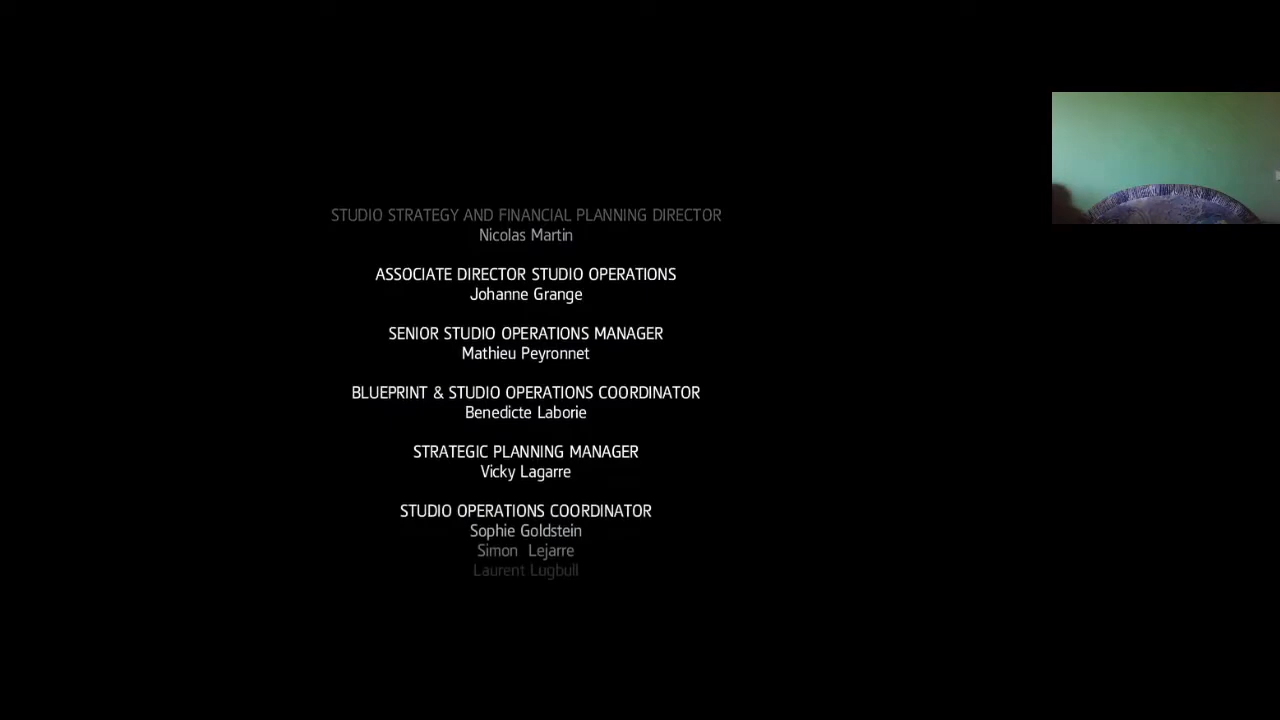 STUDIO STRATEGY AND FINANCIAL PLANNING DIRECTOR
Nicolas Martin
ASSOCIATE DIRECTOR STUDIO OPERATIONS
Johanne Grange
SENIOR STUDIO OPERATIONS MANAGER
Mathieu Peyronnet
BLUEPRINT & STUDIO OPERATIONS COORDINATOR
Benedicte Laborie
STRATEGIC PLANNING MANAGER
Vicky Lagarre
STUDIO OPERATIONS COORDINATOR
Sophie Goldstein
Simon Lejarre
Laurent Lugbull